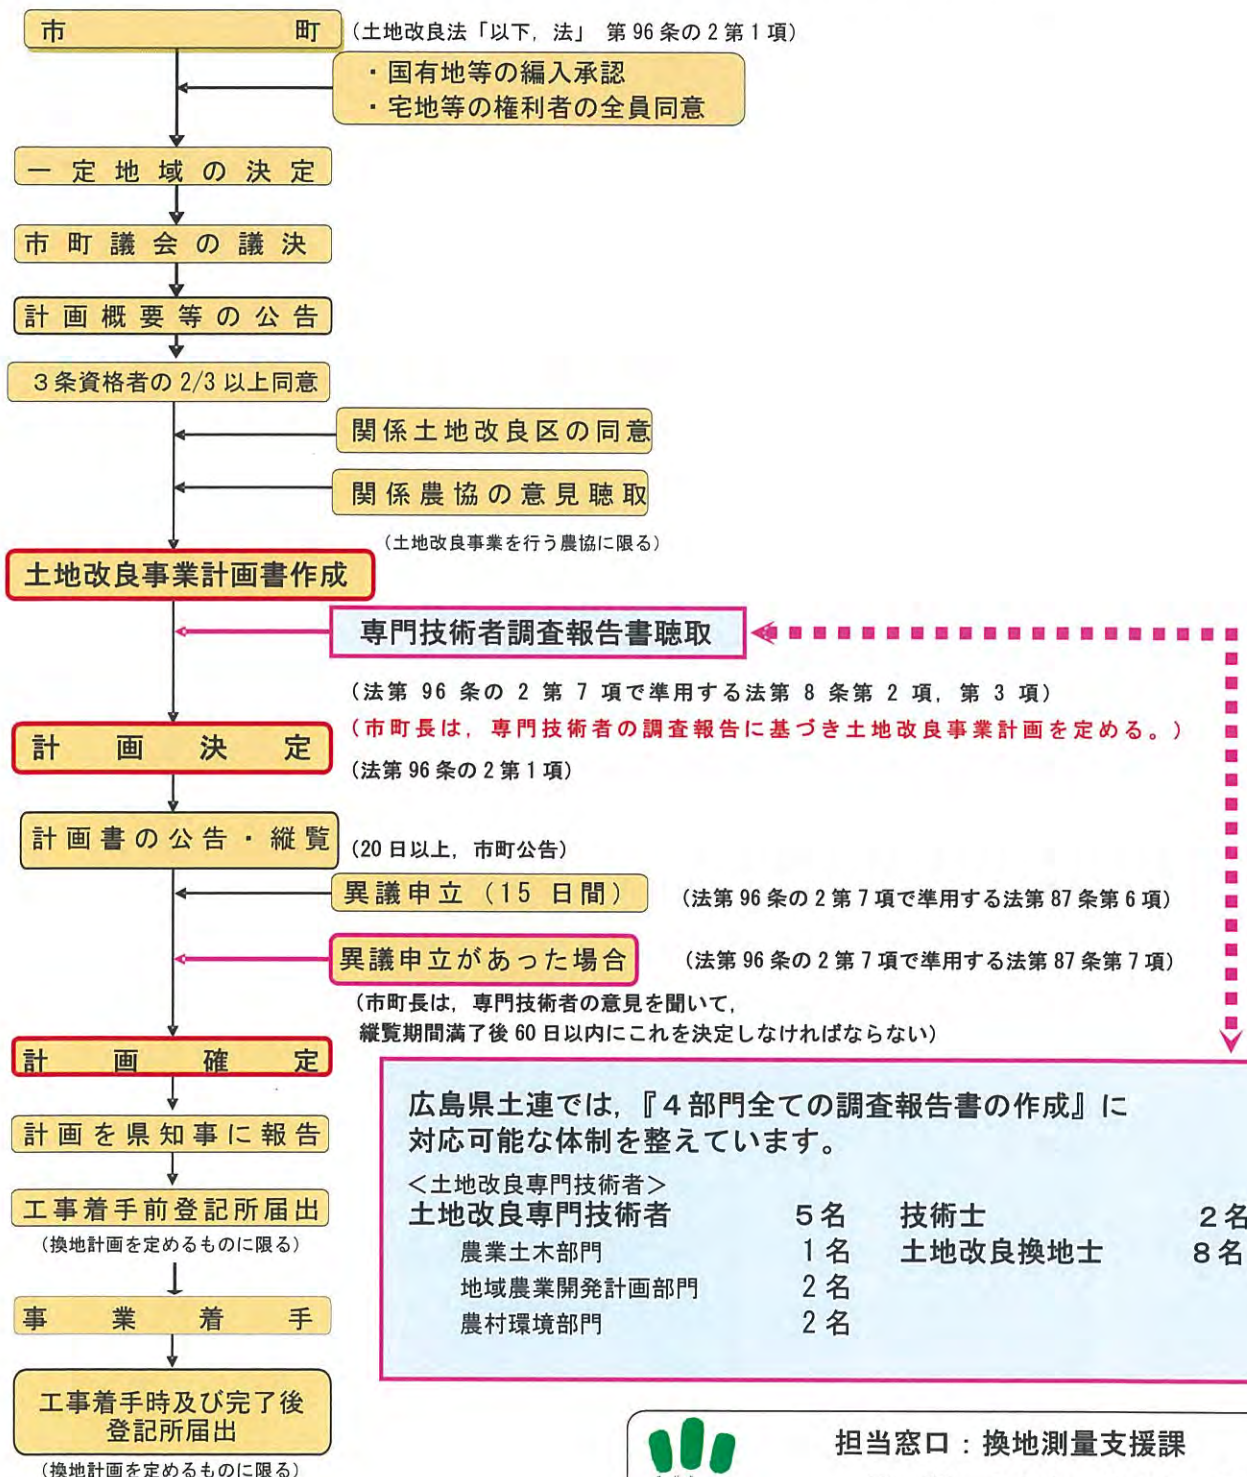 市町 (土地改良法「以下，法」 第96条の2第1項)
・国有地等の編入承認
・宅地等の権利者の全員同意
一定地域の決定
市町議会の議決
計画概要等の公告
3条資格者の2/3以上同意
関係土地改良区の同意
関係農協の意見聴取
(土地改良事業を行う農協に限る)
土地改良事業計画書作成
専門技術者調査報告書聴取
(法第96条の2第7項で準用する法第8条第2項，第3項)
(市町長は，専門技術者の調査報告に基づき土地改良事業計画を定める。)
計画決定
(法第96条の2第1項)
計画書の公告・縦覧 (20日以上，市町公告)
異議申立(15日間) (法第96条の2第7項で準用する法第87条第6項)
異議申立があった場合 (法第96条の2第7項で準用する法第87条第7項)
(市町長は，専門技術者の意見を聞いて，
縦覧期間満了後60日以内にこれを決定しなければならない)
計画確定
計画を県知事に報告
工事着手前登記所届出
(換地計画を定めるものに限る)
事業着手
工事着手時及び完了後
登記所届出
(換地計画を定めるものに限る)
広島県土連では，『4部門全ての調査報告書の作成』に
対応可能な体制を整えています。
<土地改良専門技術者>
土地改良専門技術者 5名 技術士 2名
農業土木部門 1名 土地改良換地士 8名
地域農業開発計画部門 2名
農村環境部門 2名
担当窓口：換地測量支援課